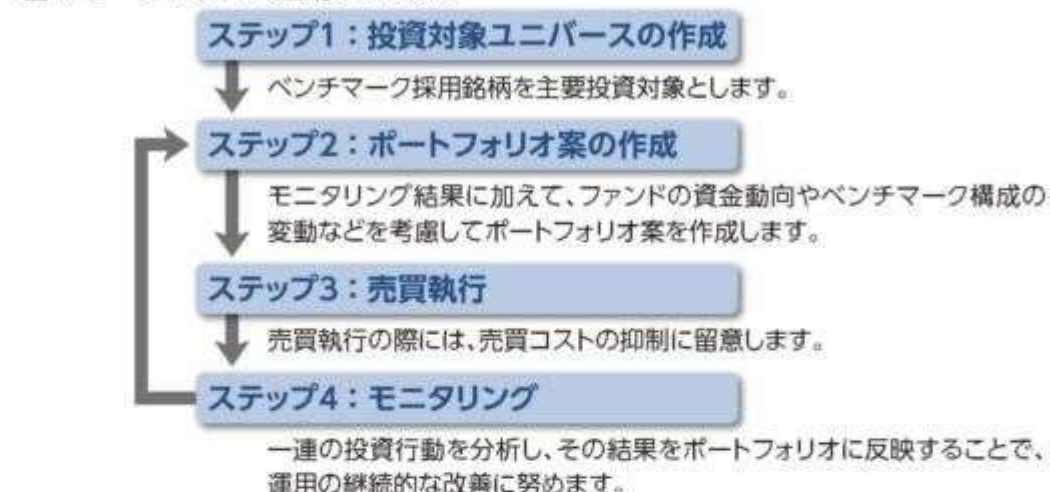 ステップ1：投資対象ユニバースの作成
ベンチマーク採用銘柄を主要投資対象とします。
ステップ2：ポートフォリオ案の作成
モニタリング結果に加えて、ファンドの資金動向やベンチマーク構成の
変動などを考慮してポートフォリオ案を作成します。
ステップ3：売買執行
売買執行の際には、売買コストの抑制に留意します。
ステップ4：モニタリング
一連の投資行動を分析し、その結果をポートフォリオに反映することで、
運用の継続的な改善に努めます。